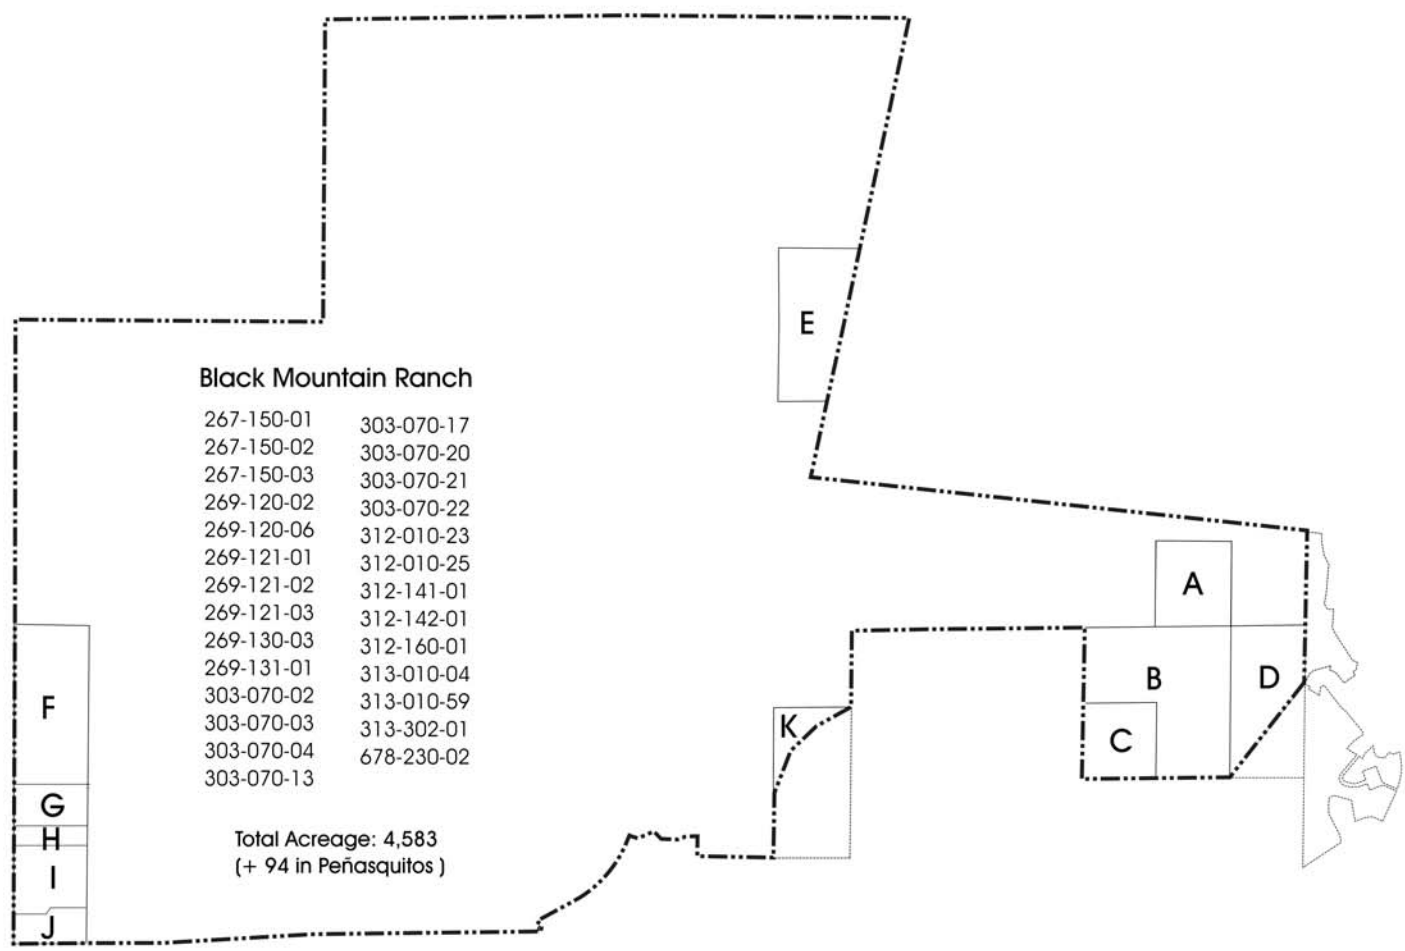 E
Black Mountain Ranch
267-150-01
267-150-02
267-150-03
269-120-02
269-120-06
269-121-01
269-121-02
269-121-03
269-130-03
269-131-01
303-070-02
303-070-03
303-070-04
303-070-13
303-070-17
303-070-20
303-070-21
303-070-22
312-010-23
312-010-25
312-141-01
312-142-01
312-160-01
313-010-04
313-010-59
313-302-01
678-230-02
Total Acreage: 4,583
(+ 94 in Peñasquitos )
A
B
D
C
K
F
G
H
I
J